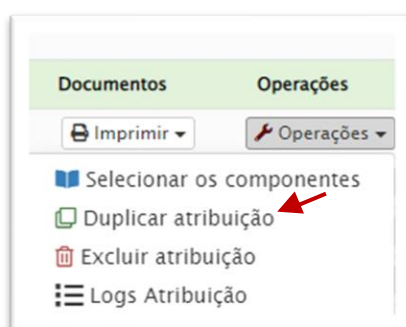 Documentos Operações
Imprimir Operações
Selecionar os componentes
Duplicar atribuição
Excluir atribuição
Logs Atribuição